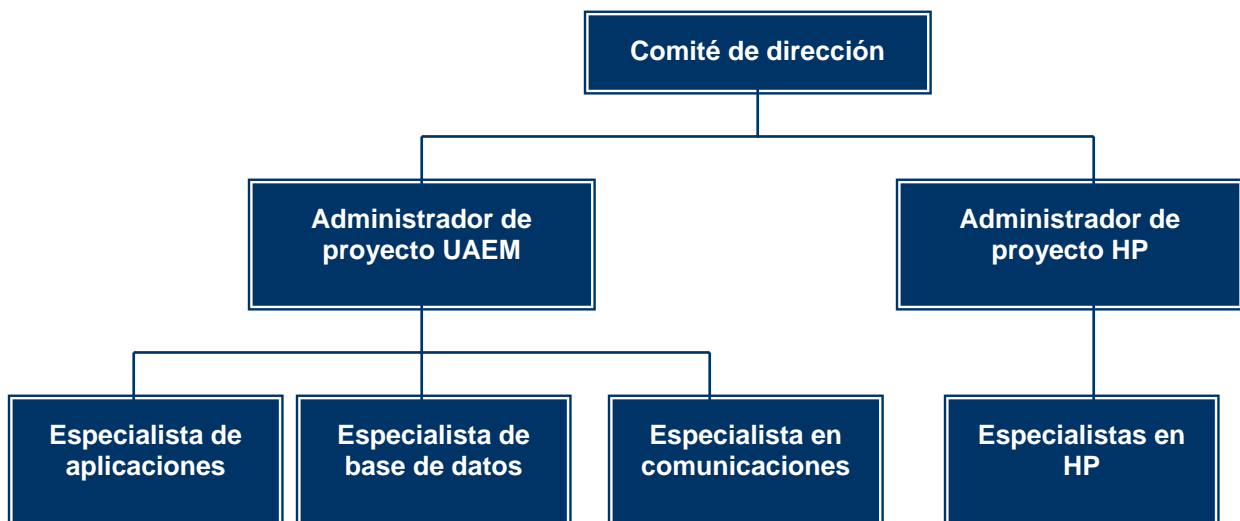 Comité de dirección
Administrador de
proyecto UAEM
Administrador de
proyecto HP
Especialista de
aplicaciones
Especialista de
base de datos
Especialista en
comunicaciones
Especialistas en
HP